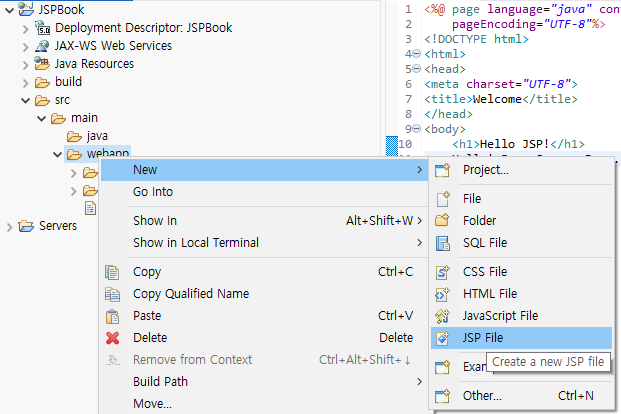 JSPBook
Deployment Descriptor: JSPBook
JAX-WS Web Services
Java Resources
build
src
main
java
webapp
Servers
1 <%@ page language="java" con
2 pageEncoding="UTF-8"%>
3 <!DOCTYPE html>
4 <html>
5 <head>
6 <meta charset="UTF-8">
7 <title>Welcome</title>
8 </head>
9 <body>
10 <h1>Hello JSP!</h1>
New
Go Into
Show In Alt+Shift+W
Show in Local Terminal
Copy Ctrl+C
Copy Qualified Name
Paste Ctrl+V
Delete Delete
Remove from Context Ctrl+Alt+Shift+↓
Build Path
Move...
Project...
File
Folder
SQL File
CSS File
HTML File
JavaScript File
JSP File
Create a new JSP file
Exam
Other... Ctrl+N